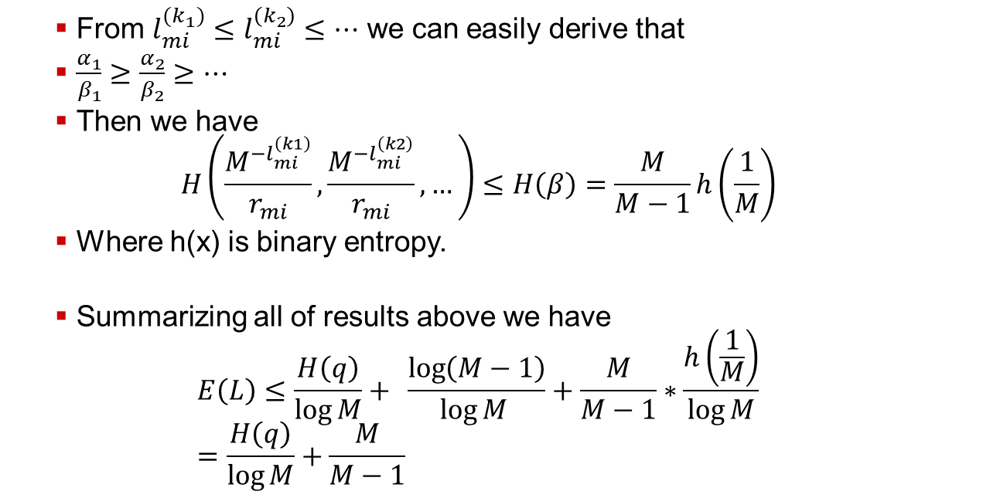 ▪ From $l_{mi}^{(k_1)} \leq l_{mi}^{(k_2)} \leq \cdots$ we can easily derive that
▪ $\frac{\alpha_1}{\beta_1} \geq \frac{\alpha_2}{\beta_2} \geq \cdots$
▪ Then we have
$H\left(\frac{M^{-l_{mi}^{(k1)}}}{r_{mi}}, \frac{M^{-l_{mi}^{(k2)}}}{r_{mi}}, \ldots\right) \leq H(\beta) = \frac{M}{M-1} h\left(\frac{1}{M}\right)$
▪ Where h(x) is binary entropy.
▪ Summarizing all of results above we have
$E(L) \leq \frac{H(q)}{\log M} + \frac{\log(M-1)}{\log M} + \frac{M}{M-1} * \frac{h\left(\frac{1}{M}\right)}{\log M}$
$= \frac{H(q)}{\log M} + \frac{M}{M-1}$